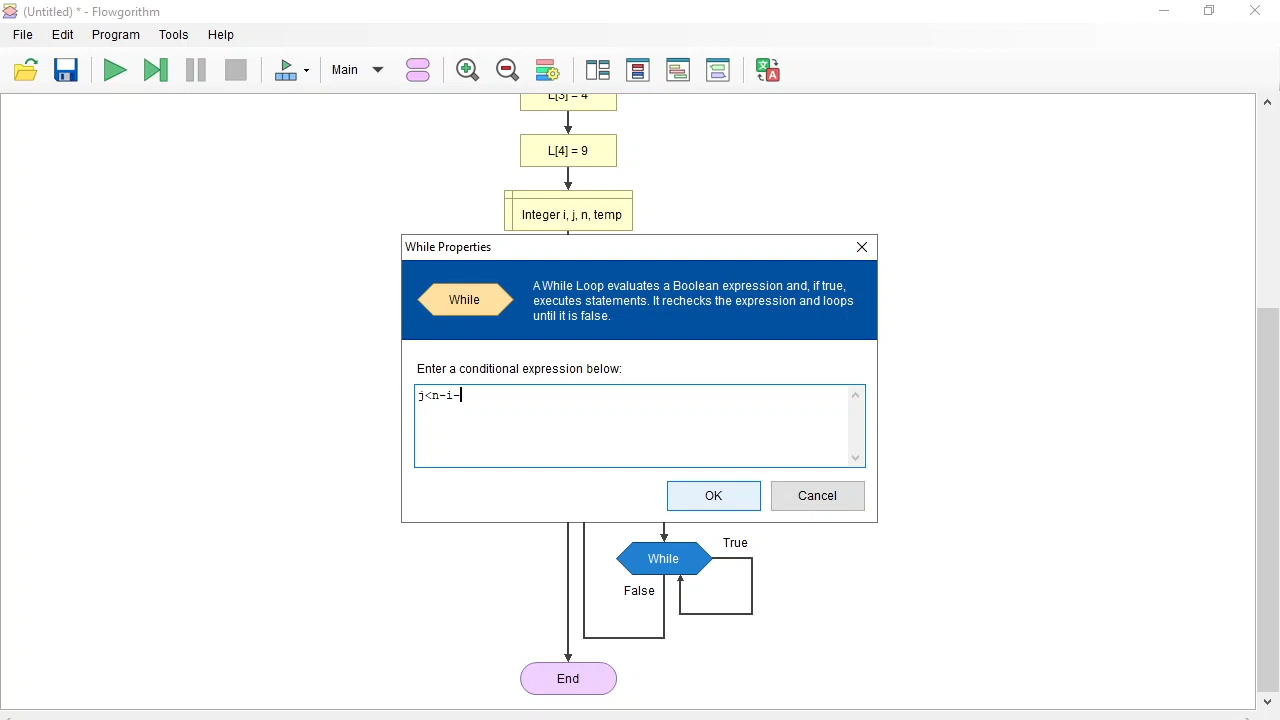 (Untitled) * - Flowgorithm
File Edit Program Tools Help
Main
L[3] = 4
L[4] = 9
Integer i, j, n, temp
While Properties
While
A While Loop evaluates a Boolean expression and, if true,
executes statements. It rechecks the expression and loops
until it is false.
Enter a conditional expression below:
j<n-i-
OK Cancel
True
While
False
End